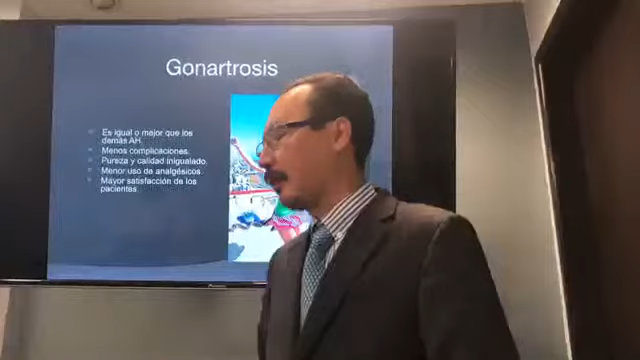 Gonartrosis
Es igual o mejor que los
demás AH.
Menos complicaciones.
Pureza y calidad inigualado.
Menor uso de analgésicos.
Mayor satisfacción de los
pacientes.